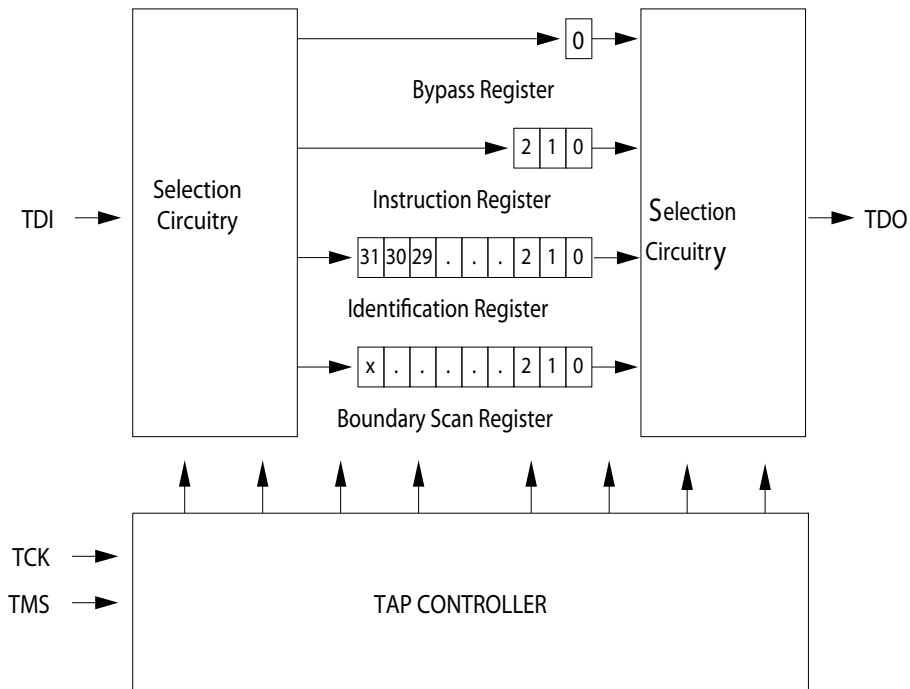 0
Bypass Register
2 1 0
Instruction Register
Selection
Circuitry
TDI
Selection
Circuitry
TDO
31 30 29 . . . 2 1 0
Identification Register
x . . . . . 2 1 0
Boundary Scan Register
TCK
TMS
TAP CONTROLLER